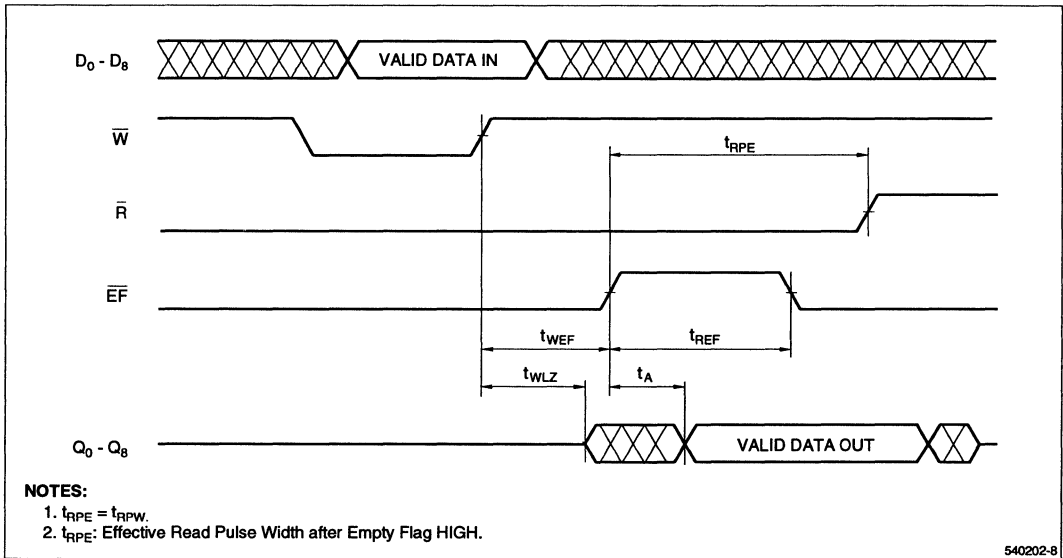 D0 - D8
VALID DATA IN
W̅
tRPE
R̅
E̅F̅
tWEF
tREF
tWLZ
tA
Q0 - Q8
VALID DATA OUT
NOTES:
1. tRPE = tRPW.
2. tRPE: Effective Read Pulse Width after Empty Flag HIGH.
540202-8